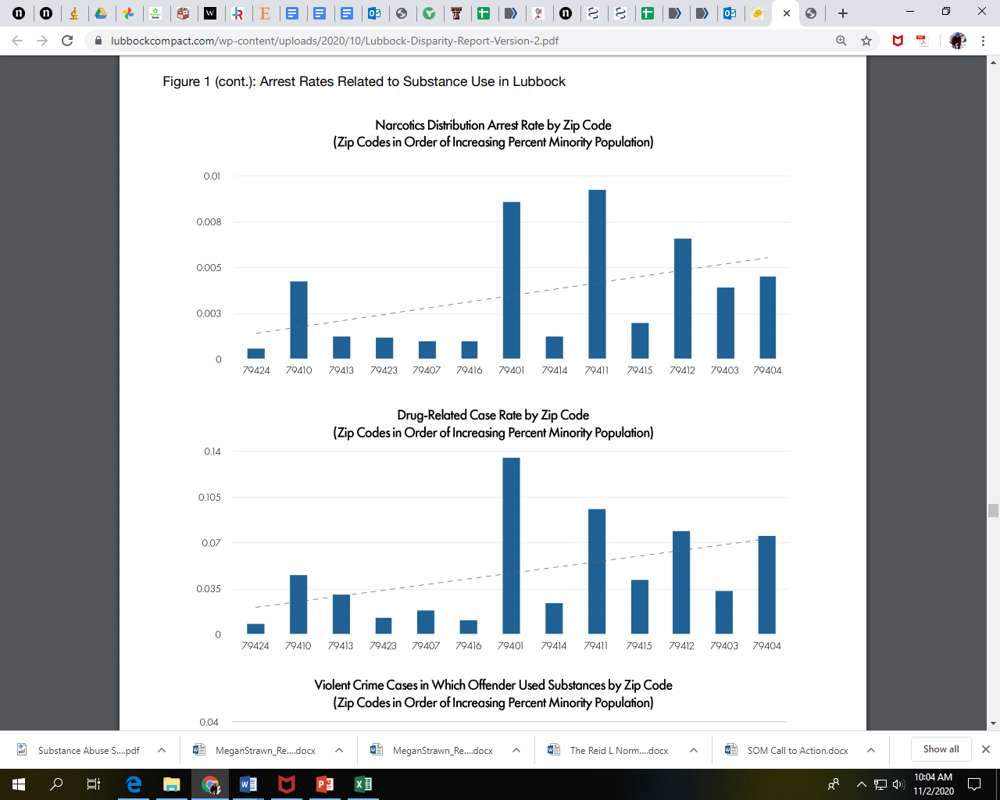 lubbockcompact.com/wp-content/uploads/2020/10/Lubbock-Disparity-Report-Version-2.pdf
Figure 1 (cont.): Arrest Rates Related to Substance Use in Lubbock
Narcotics Distribution Arrest Rate by Zip Code
(Zip Codes in Order of Increasing Percent Minority Population)
0.01
0.008
0.005
0.003
0
79424 79410 79413 79423 79407 79416 79401 79414 79411 79415 79412 79403 79404
Drug-Related Case Rate by Zip Code
(Zip Codes in Order of Increasing Percent Minority Population)
0.14
0.105
0.07
0.035
0
79424 79410 79413 79423 79407 79416 79401 79414 79411 79415 79412 79403 79404
Violent Crime Cases in Which Offender Used Substances by Zip Code
(Zip Codes in Order of Increasing Percent Minority Population)
0.04
Substance Abuse S....pdf MeganStrawn_Re....docx MeganStrawn_Re....docx The Reid L Norm....docx SOM Call to Action.docx Show all
10:04 AM
11/2/2020